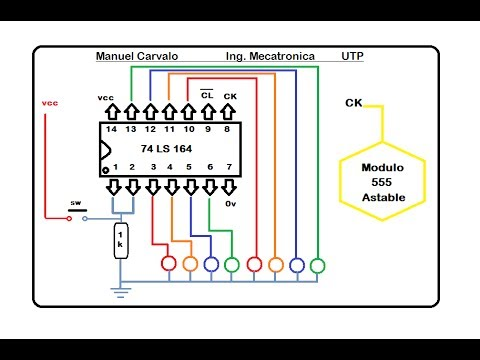 Manuel Carvalo Ing. Mecatronica UTP
vcc
vcc
CL CK
14 13 12 11 10 9 8
74 LS 164
1 2 3 4 5 6 7
0v
sw
1
k
CK
Modulo
555
Astable